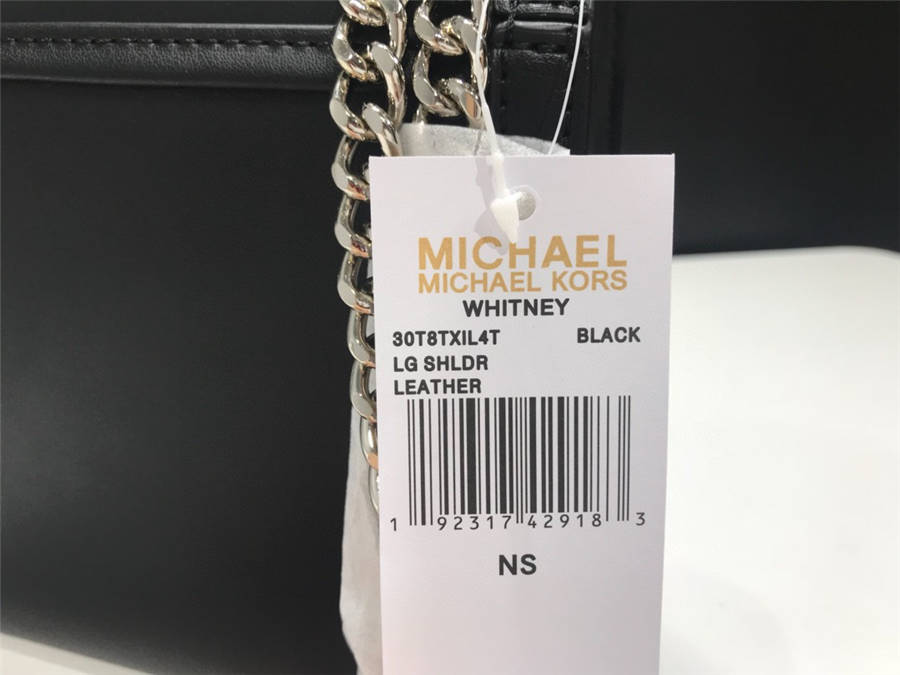 MICHAEL
MICHAEL KORS
WHITNEY
30T8TXIL4T BLACK
LG SHLDR
LEATHER
1 92317 42918 3
NS